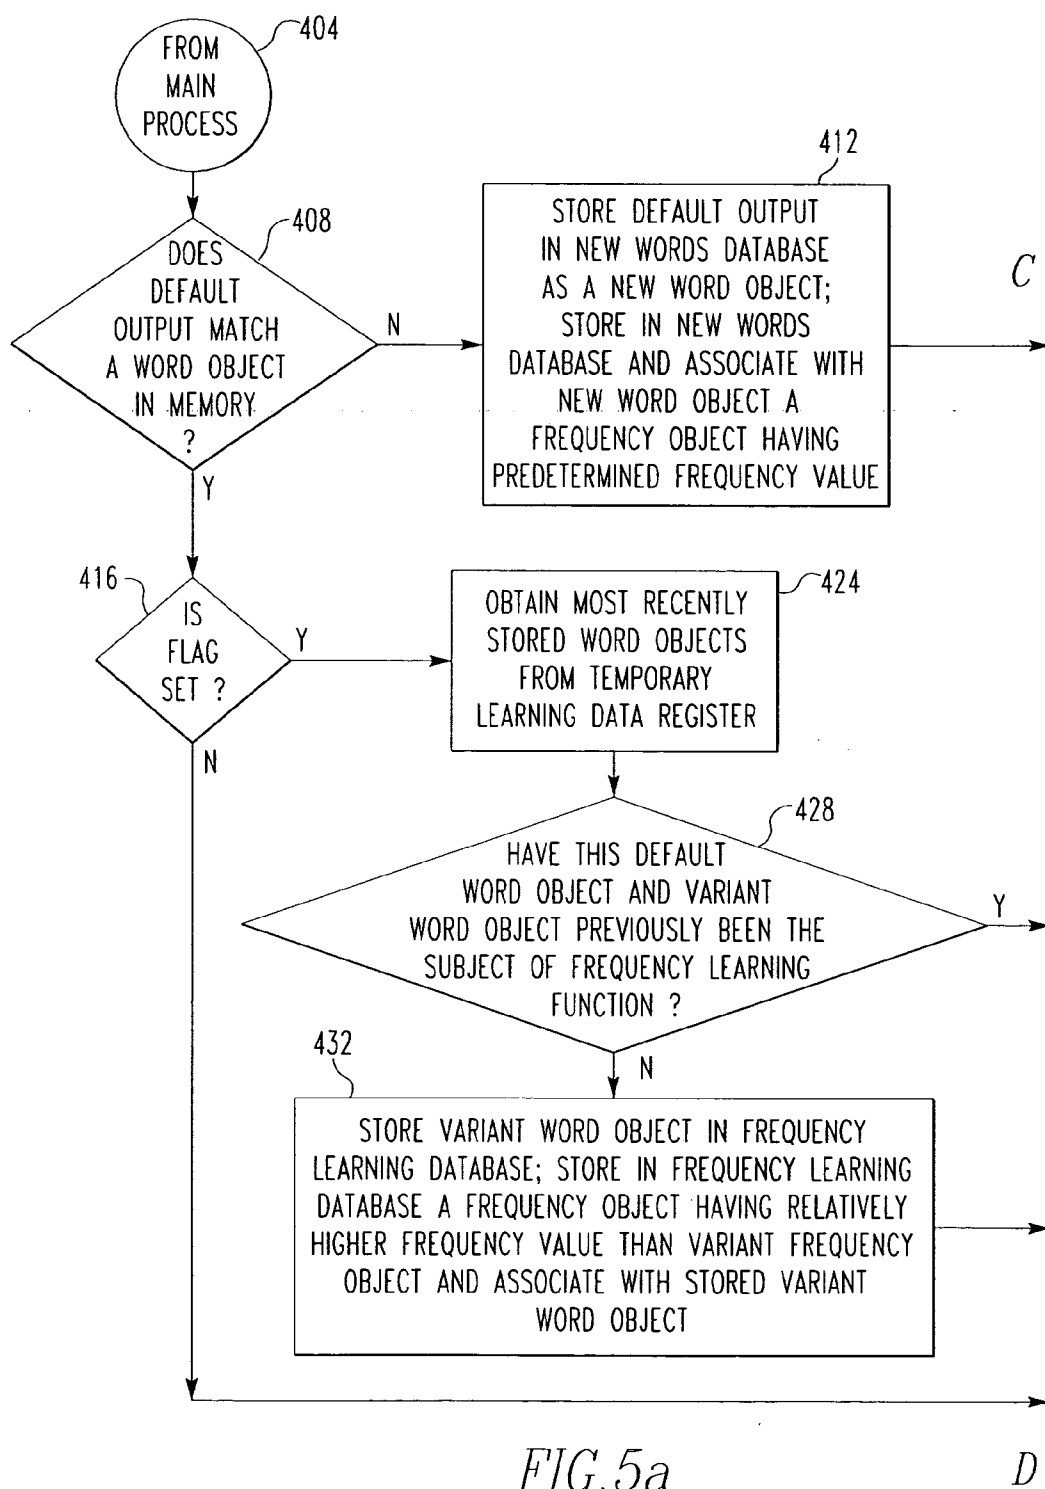 404
FROM
MAIN
PROCESS
408
DOES
DEFAULT
OUTPUT MATCH
A WORD OBJECT
IN MEMORY
?
N
Y
412
STORE DEFAULT OUTPUT
IN NEW WORDS DATABASE
AS A NEW WORD OBJECT;
STORE IN NEW WORDS
DATABASE AND ASSOCIATE WITH
NEW WORD OBJECT A
FREQUENCY OBJECT HAVING
PREDETERMINED FREQUENCY VALUE
C
416
IS
FLAG
SET ?
Y
N
424
OBTAIN MOST RECENTLY
STORED WORD OBJECTS
FROM TEMPORARY
LEARNING DATA REGISTER
428
HAVE THIS DEFAULT
WORD OBJECT AND VARIANT
WORD OBJECT PREVIOUSLY BEEN THE
SUBJECT OF FREQUENCY LEARNING
FUNCTION ?
Y
N
432
STORE VARIANT WORD OBJECT IN FREQUENCY
LEARNING DATABASE; STORE IN FREQUENCY LEARNING
DATABASE A FREQUENCY OBJECT HAVING RELATIVELY
HIGHER FREQUENCY VALUE THAN VARIANT FREQUENCY
OBJECT AND ASSOCIATE WITH STORED VARIANT
WORD OBJECT
FIG.5a
D